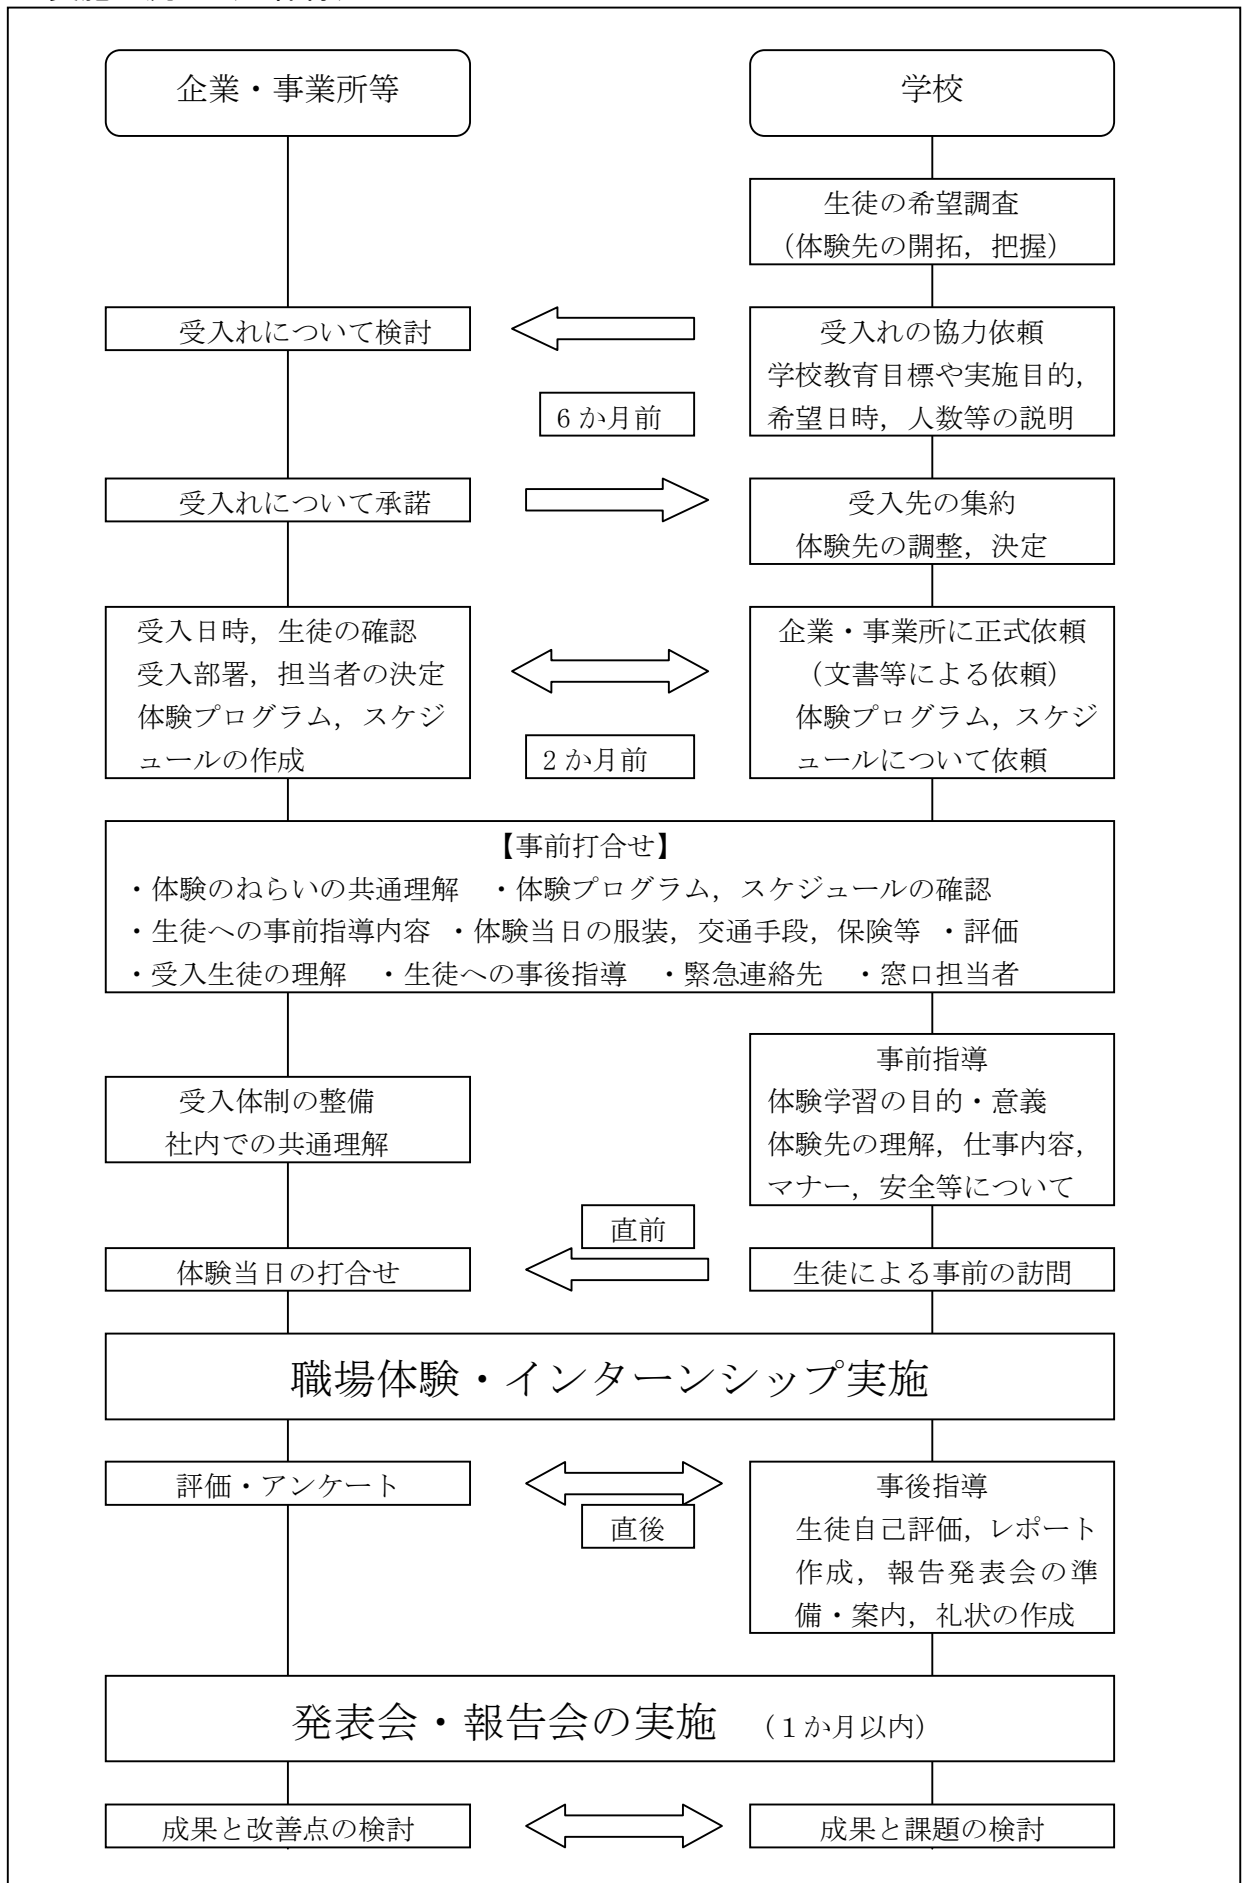 企業・事業所等
学校
生徒の希望調査
(体験先の開拓，把握)
受入れについて検討
受入れの協力依頼
学校教育目標や実施目的，
希望日時，人数等の説明
6か月前
受入れについて承諾
受入先の集約
体験先の調整，決定
受入日時，生徒の確認
受入部署，担当者の決定
体験プログラム，スケジ
ュールの作成
企業・事業所に正式依頼
（文書等による依頼）
体験プログラム，スケジ
ュールについて依頼
2か月前
【事前打合せ】
・体験のねらいの共通理解　・体験プログラム，スケジュールの確認
・生徒への事前指導内容　・体験当日の服装，交通手段，保険等　・評価
・受入生徒の理解　・生徒への事後指導　・緊急連絡先　・窓口担当者
受入体制の整備
社内での共通理解
事前指導
体験学習の目的・意義
体験先の理解，仕事内容，
マナー，安全等について
直前
体験当日の打合せ
生徒による事前の訪問
職場体験・インターンシップ実施
評価・アンケート
直後
事後指導
生徒自己評価，レポート
作成，報告発表会の準
備・案内，礼状の作成
発表会・報告会の実施　（１か月以内）
成果と改善点の検討
成果と課題の検討